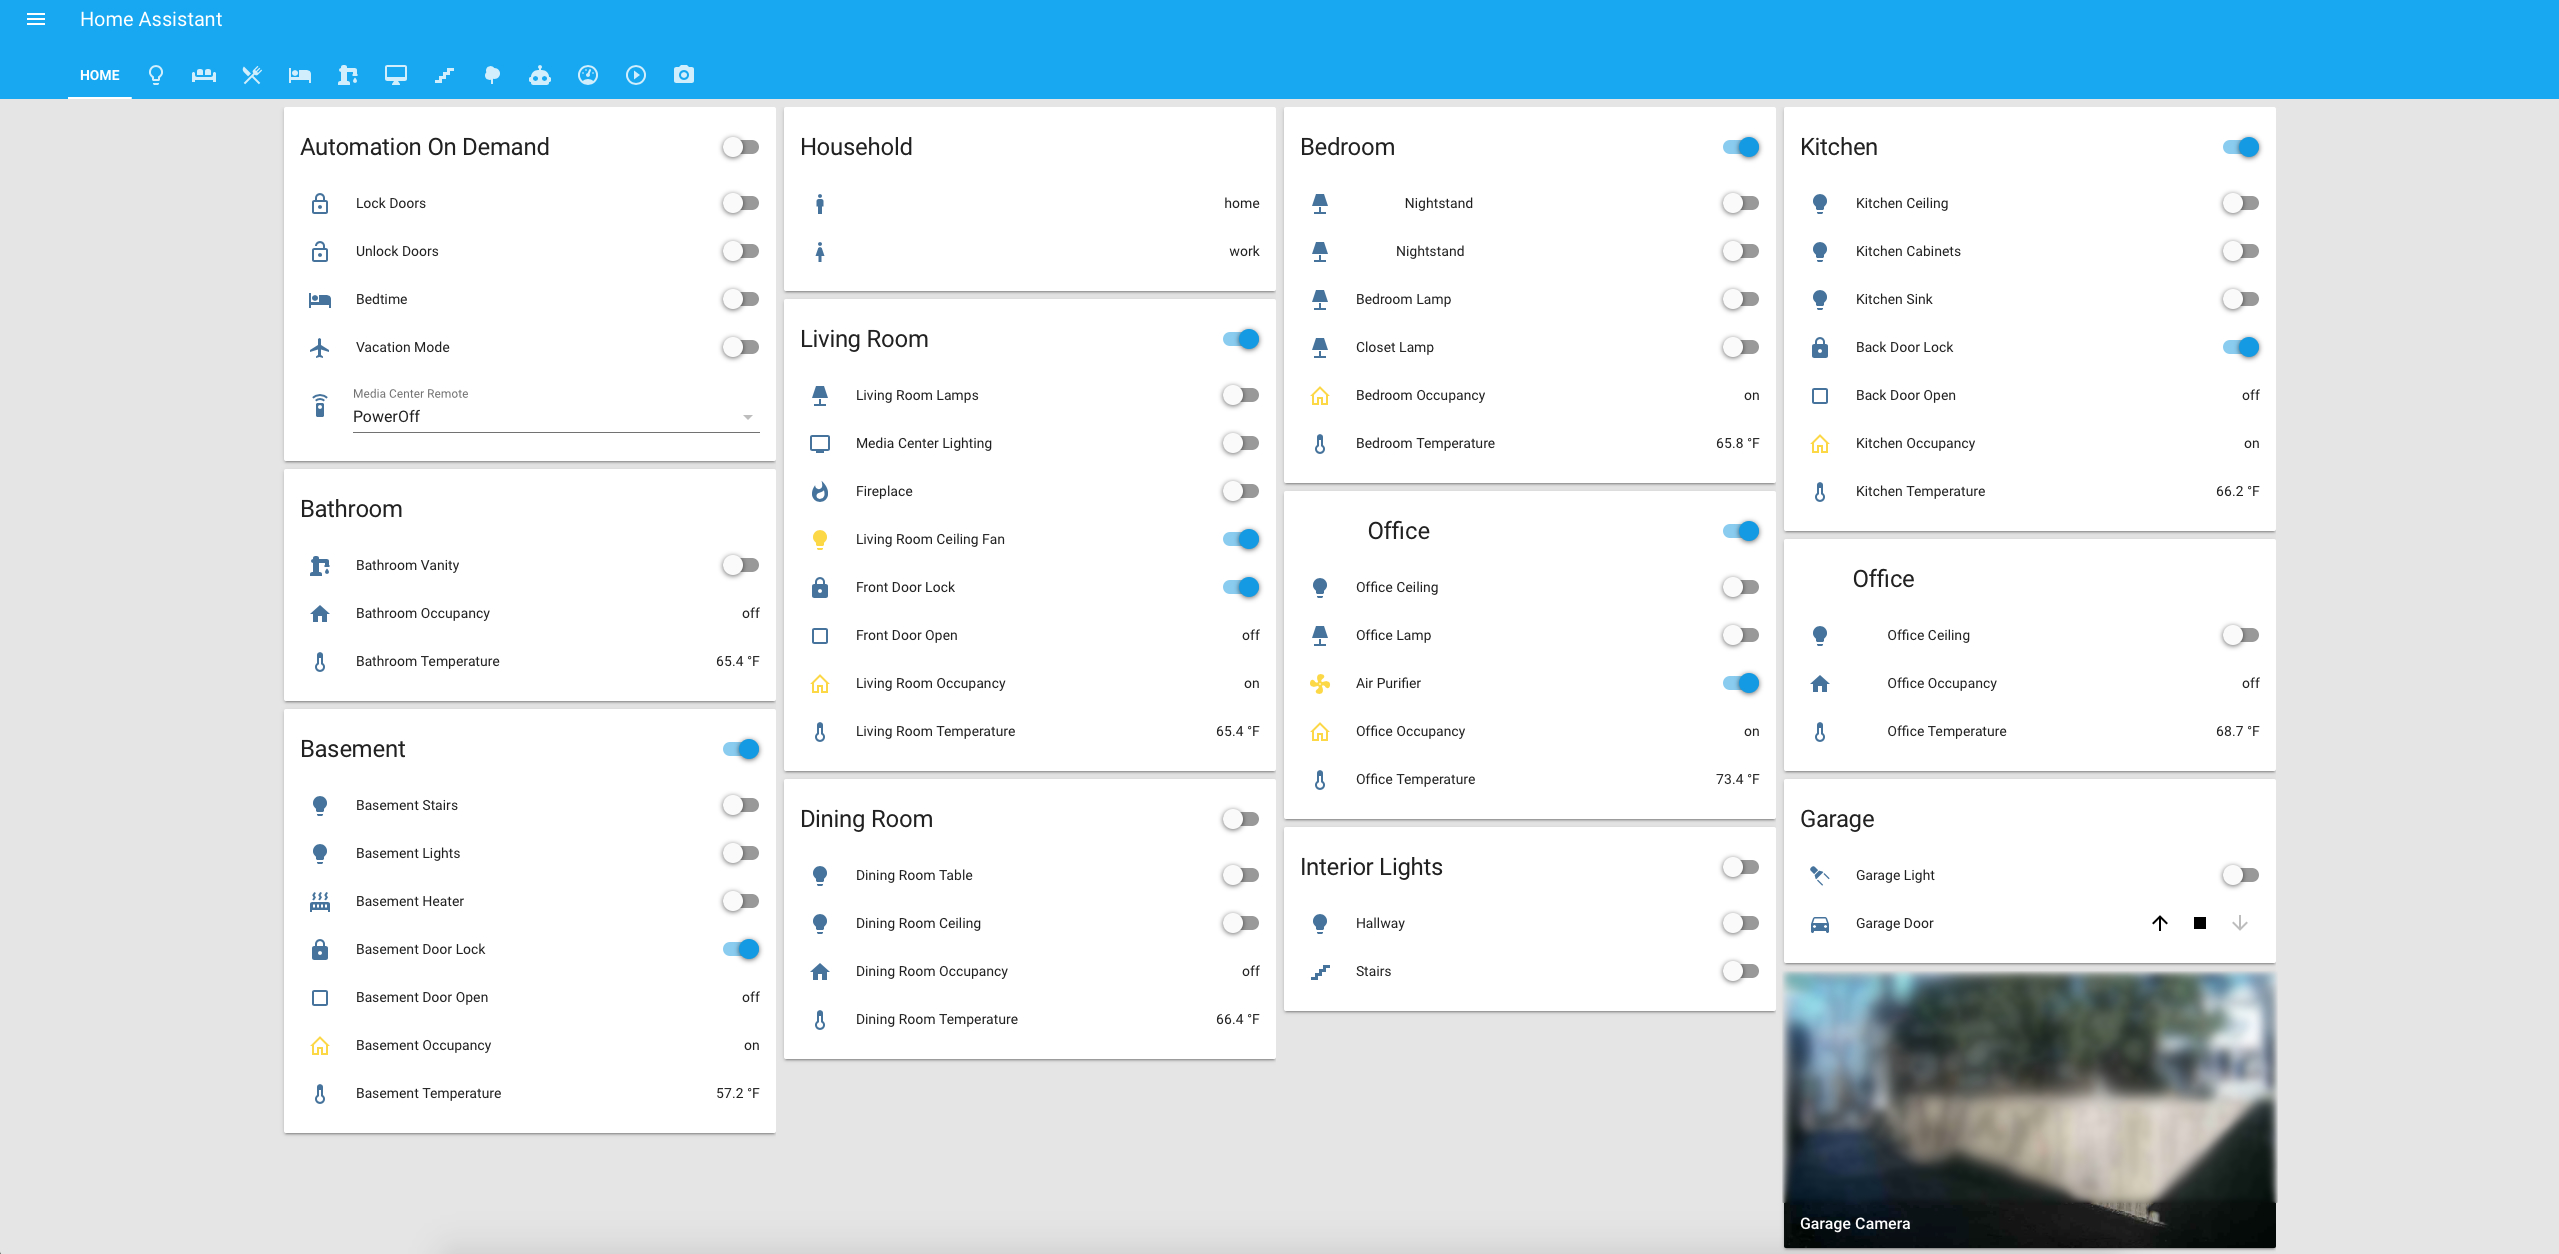 Home Assistant
HOME
Automation On Demand
Lock Doors
Unlock Doors
Bedtime
Vacation Mode
Media Center Remote
PowerOff
Bathroom
Bathroom Vanity
Bathroom Occupancy off
Bathroom Temperature 65.4 °F
Basement
Basement Stairs
Basement Lights
Basement Heater
Basement Door Lock
Basement Door Open off
Basement Occupancy on
Basement Temperature 57.2 °F
Household
home
work
Living Room
Living Room Lamps
Media Center Lighting
Fireplace
Living Room Ceiling Fan
Front Door Lock
Front Door Open off
Living Room Occupancy on
Living Room Temperature 65.4 °F
Dining Room
Dining Room Table
Dining Room Ceiling
Dining Room Occupancy off
Dining Room Temperature 66.4 °F
Bedroom
Nightstand
Nightstand
Bedroom Lamp
Closet Lamp
Bedroom Occupancy on
Bedroom Temperature 65.8 °F
Office
Office Ceiling
Office Lamp
Air Purifier
Office Occupancy on
Office Temperature 73.4 °F
Interior Lights
Hallway
Stairs
Kitchen
Kitchen Ceiling
Kitchen Cabinets
Kitchen Sink
Back Door Lock
Back Door Open off
Kitchen Occupancy on
Kitchen Temperature 66.2 °F
Office
Office Ceiling
Office Occupancy off
Office Temperature 68.7 °F
Garage
Garage Light
Garage Door
Garage Camera